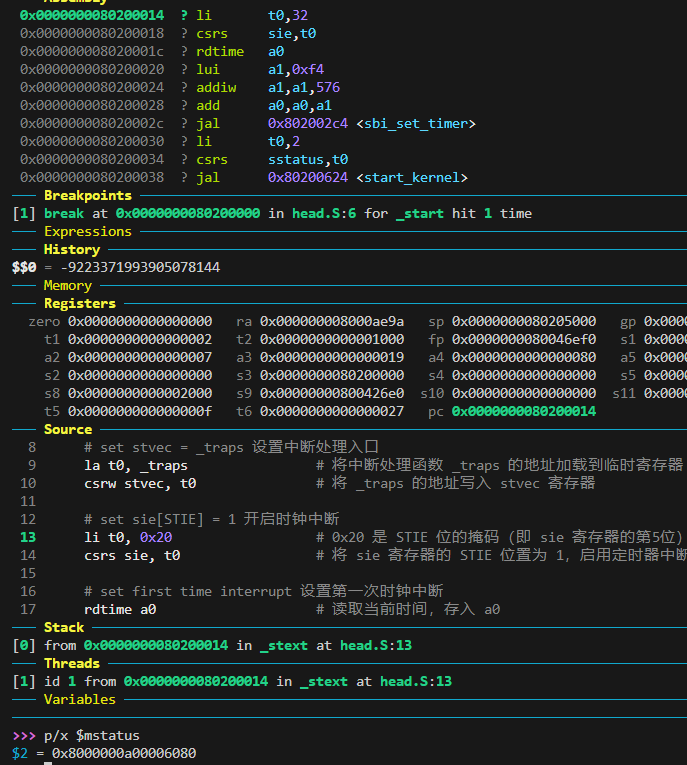 Assembly
0x0000000080200014 ? li t0,32
0x0000000080200018 ? csrs sie,t0
0x000000008020001c ? rdtime a0
0x0000000080200020 ? lui a1,0xf4
0x0000000080200024 ? addiw a1,a1,576
0x0000000080200028 ? add a0,a0,a1
0x000000008020002c ? jal 0x802002c4 <sbi_set_timer>
0x0000000080200030 ? li t0,2
0x0000000080200034 ? csrs sstatus,t0
0x0000000080200038 ? jal 0x80200624 <start_kernel>
Breakpoints
[1] break at 0x0000000080200000 in head.S:6 for _start hit 1 time
Expressions
History
$$0 = -9223371993905078144
Memory
Registers
zero 0x0000000000000000 ra 0x000000008000ae9a sp 0x0000000080205000 gp 0x0000
t1 0x0000000000000002 t2 0x0000000000001000 fp 0x0000000080046ef0 s1 0x0000
a2 0x0000000000000007 a3 0x0000000000000019 a4 0x0000000000000080 a5 0x0000
s2 0x0000000000000000 s3 0x0000000080200000 s4 0x0000000000000000 s5 0x0000
s8 0x0000000000002000 s9 0x00000000800426e0 s10 0x0000000080000000 s11 0x0000
t5 0x000000000000000f t6 0x0000000000000027 pc 0x0000000080200014
Source
8 # set stvec = _traps 设置中断处理入口
9 la t0, _traps # 将中断处理函数 _traps 的地址加载到临时寄存器
10 csrw stvec, t0 # 将 _traps 的地址写入 stvec 寄存器
11
12 # set sie[STIE] = 1 开启时钟中断
13 li t0, 0x20 # 0x20 是 STIE 位的掩码（即 sie 寄存器的第5位）
14 csrs sie, t0 # 将 sie 寄存器的 STIE 位置为 1，启用定时器中断
15
16 # set first time interrupt 设置第一次时钟中断
17 rdtime a0 # 读取当前时间，存入 a0
Stack
[0] from 0x0000000080200014 in _stext at head.S:13
Threads
[1] id 1 from 0x0000000080200014 in _stext at head.S:13
Variables
>>> p/x $mstatus
$2 = 0x8000000a00006080